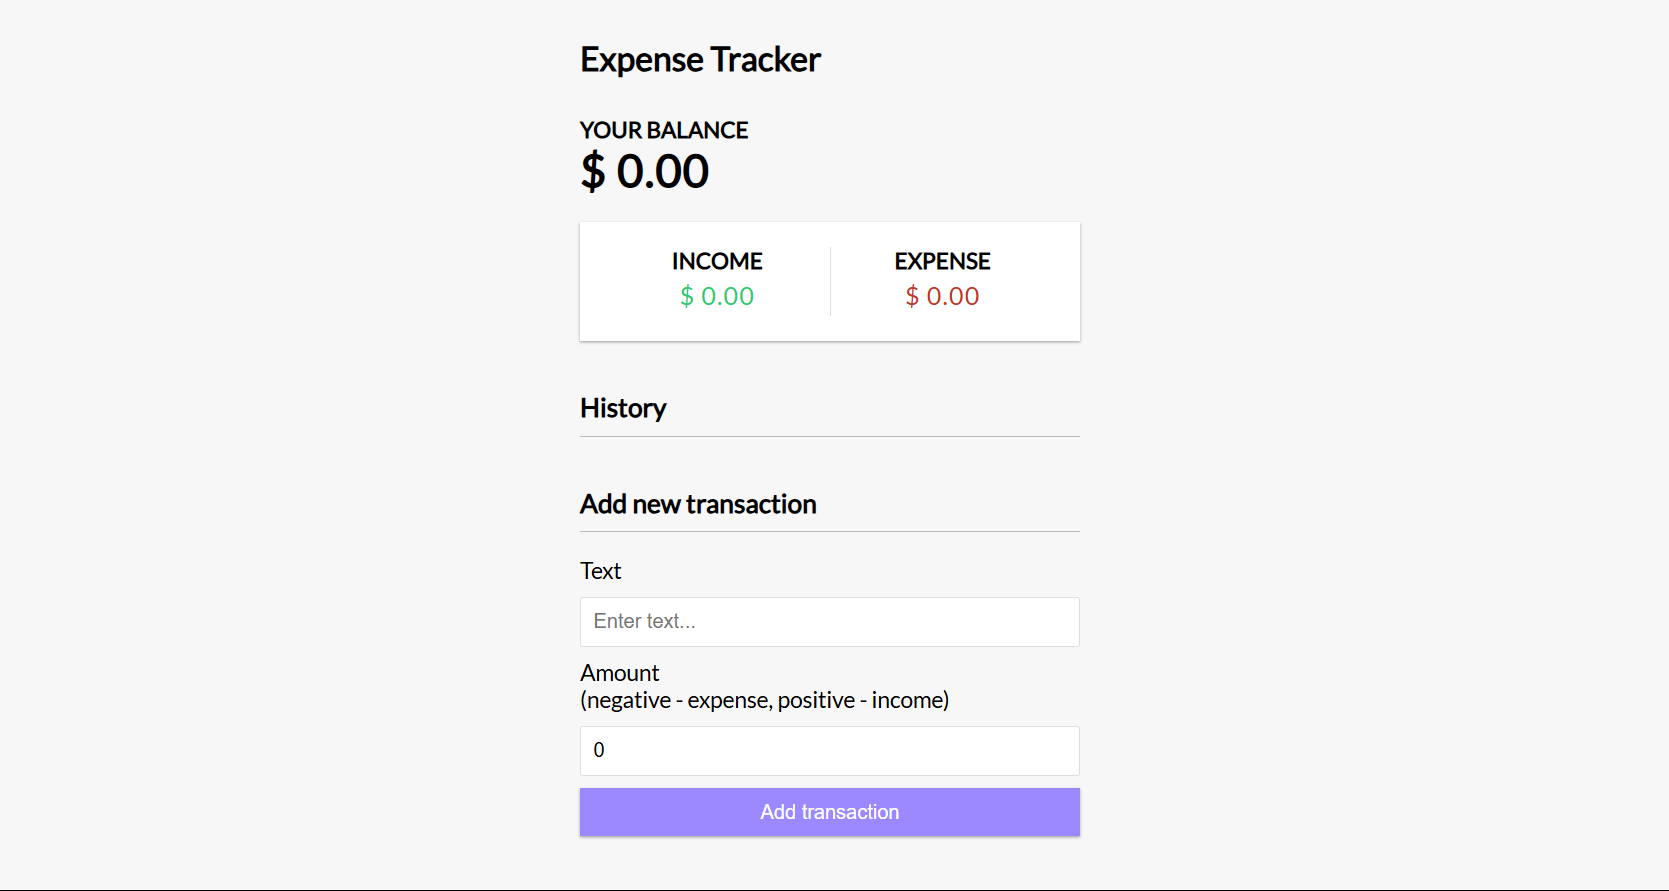 Expense Tracker
YOUR BALANCE
$ 0.00
INCOME
$ 0.00
EXPENSE
$ 0.00
History
Add new transaction
Text
Enter text...
Amount
(negative - expense, positive - income)
0
Add transaction